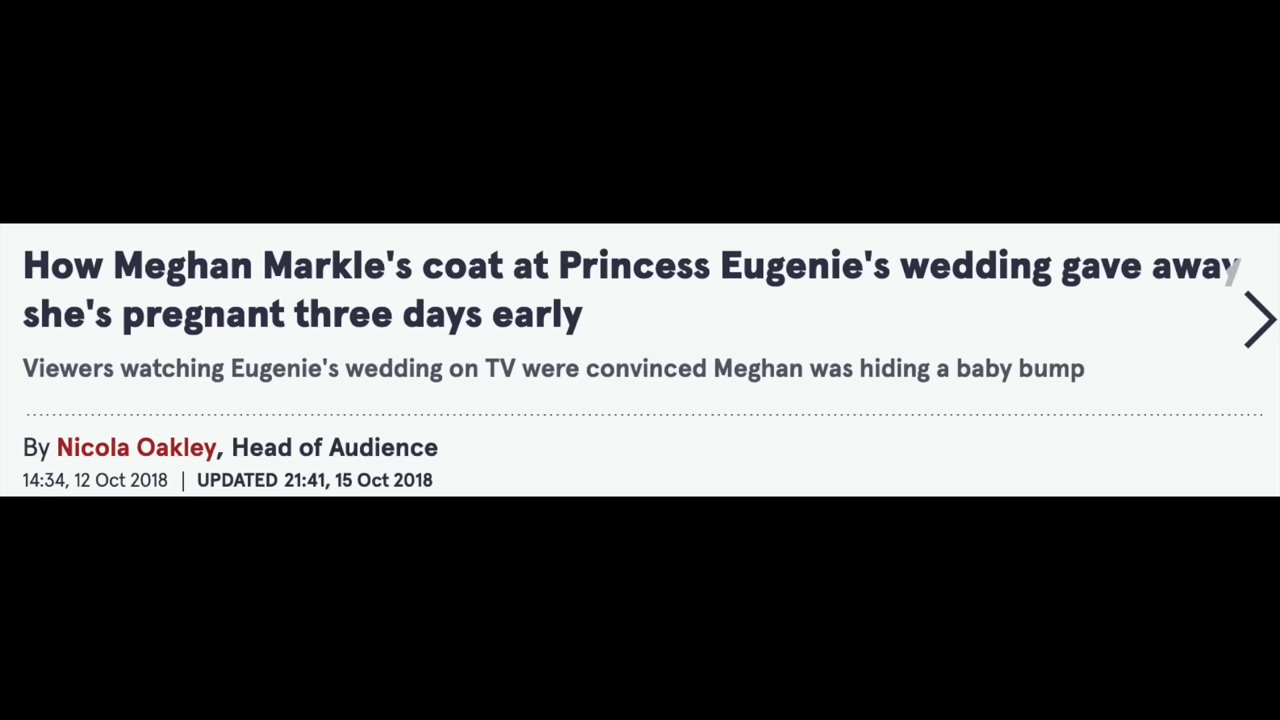 How Meghan Markle's coat at Princess Eugenie's wedding gave away
she's pregnant three days early
Viewers watching Eugenie's wedding on TV were convinced Meghan was hiding a baby bump
By Nicola Oakley, Head of Audience
14:34, 12 Oct 2018 | UPDATED 21:41, 15 Oct 2018